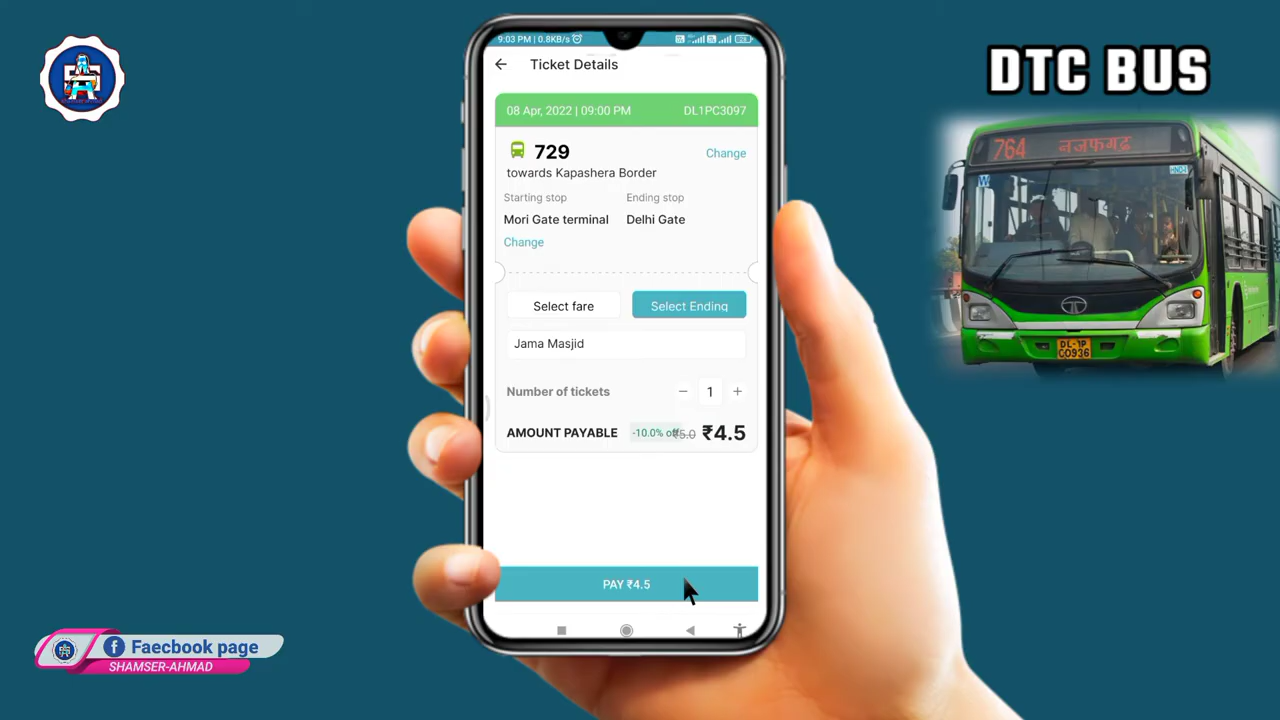 DTC BUS
764 नजफगढ़
DL-1P
C0936
9:03 PM | 0.8KB/s
Ticket Details
08 Apr, 2022 | 09:00 PM DL1PC3097
729 Change
towards Kapashera Border
Starting stop Ending stop
Mori Gate terminal Delhi Gate
Change
Select fare Select Ending
Jama Masjid
Number of tickets − 1 +
AMOUNT PAYABLE -10.0% off ₹5.0 ₹4.5
PAY ₹4.5
Faecbook page
SHAMSER-AHMAD